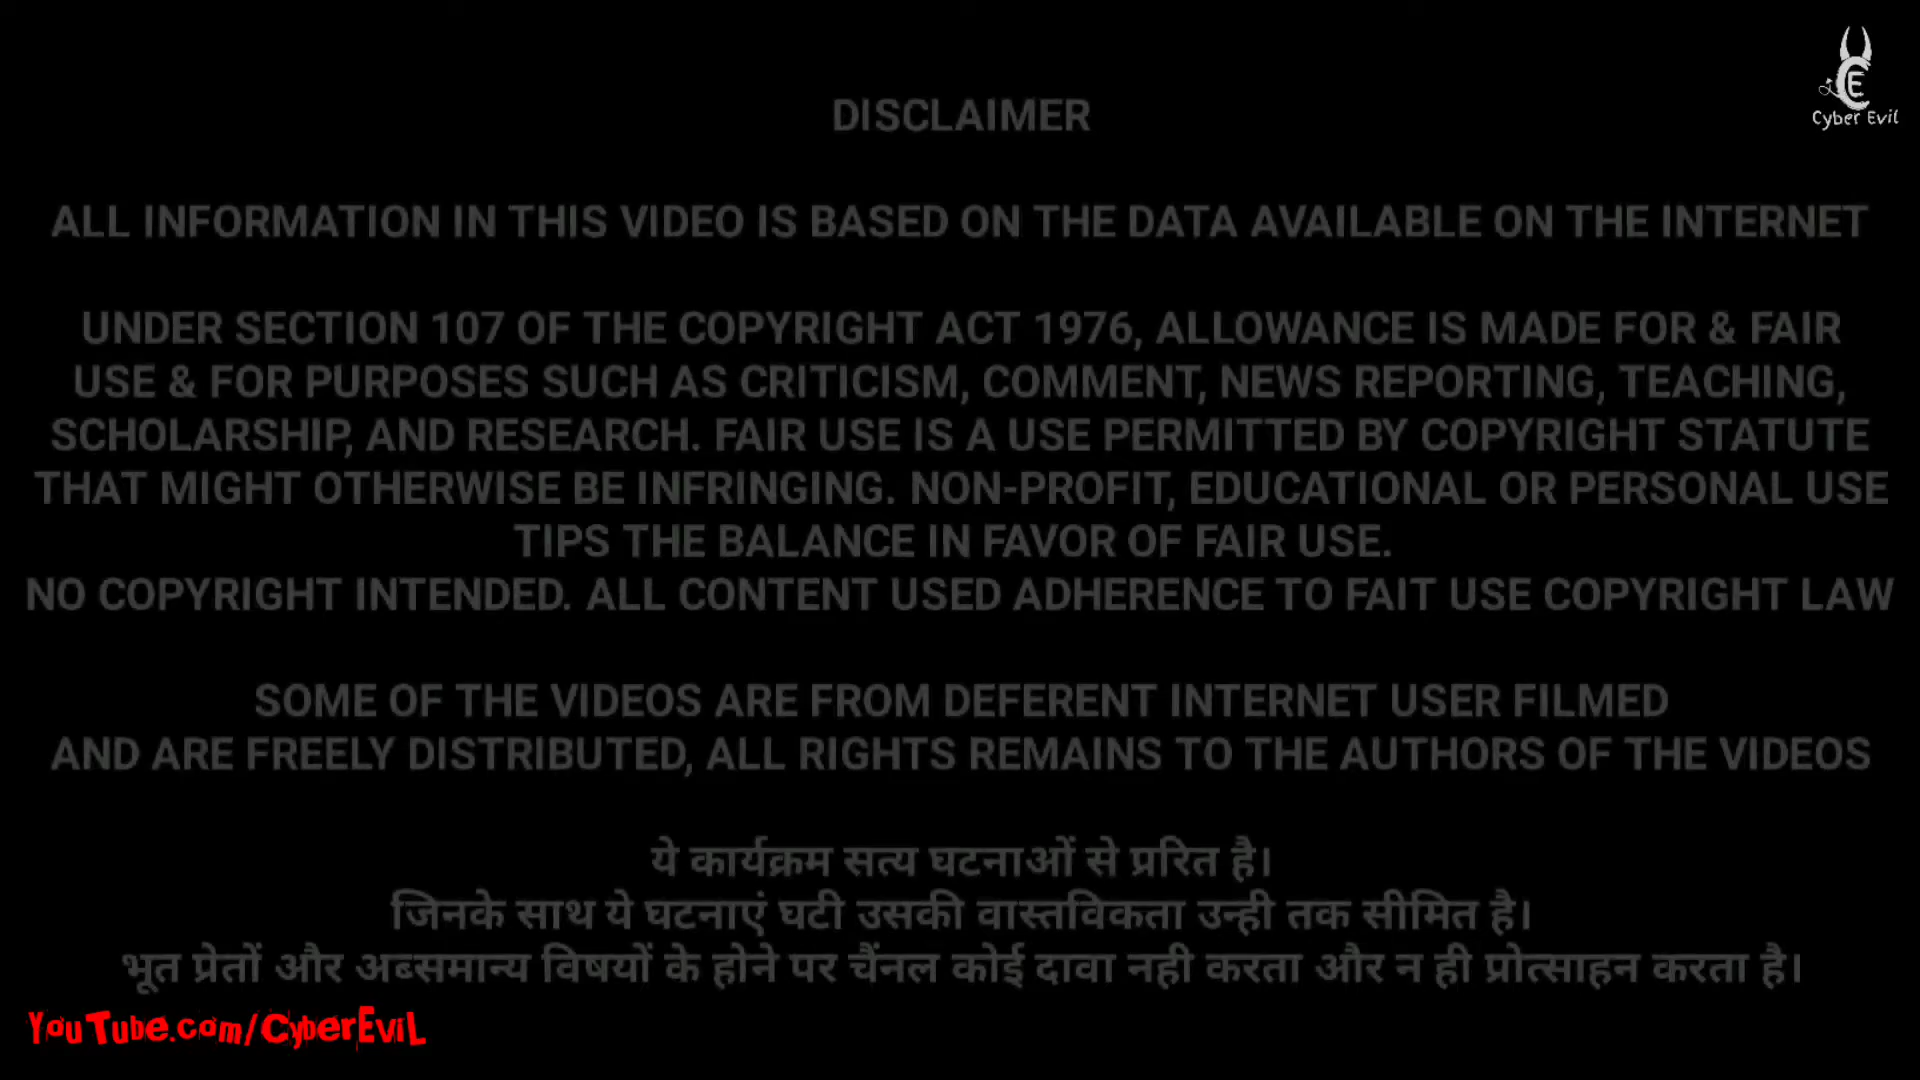 CE
Cyber Evil
DISCLAIMER
ALL INFORMATION IN THIS VIDEO IS BASED ON THE DATA AVAILABLE ON THE INTERNET
UNDER SECTION 107 OF THE COPYRIGHT ACT 1976, ALLOWANCE IS MADE FOR & FAIR
USE & FOR PURPOSES SUCH AS CRITICISM, COMMENT, NEWS REPORTING, TEACHING,
SCHOLARSHIP, AND RESEARCH. FAIR USE IS A USE PERMITTED BY COPYRIGHT STATUTE
THAT MIGHT OTHERWISE BE INFRINGING. NON-PROFIT, EDUCATIONAL OR PERSONAL USE
TIPS THE BALANCE IN FAVOR OF FAIR USE.
NO COPYRIGHT INTENDED. ALL CONTENT USED ADHERENCE TO FAIT USE COPYRIGHT LAW
SOME OF THE VIDEOS ARE FROM DEFERENT INTERNET USER FILMED
AND ARE FREELY DISTRIBUTED, ALL RIGHTS REMAINS TO THE AUTHORS OF THE VIDEOS
ये कार्यक्रम सत्य घटनाओं से प्ररित है।
जिनके साथ ये घटनाएं घटी उसकी वास्तविकता उन्ही तक सीमित है।
भूत प्रेतों और अब्समान्य विषयों के होने पर चैंनल कोई दावा नही करता और न ही प्रोत्साहन करता है।
YouTube.com/CyberEviL